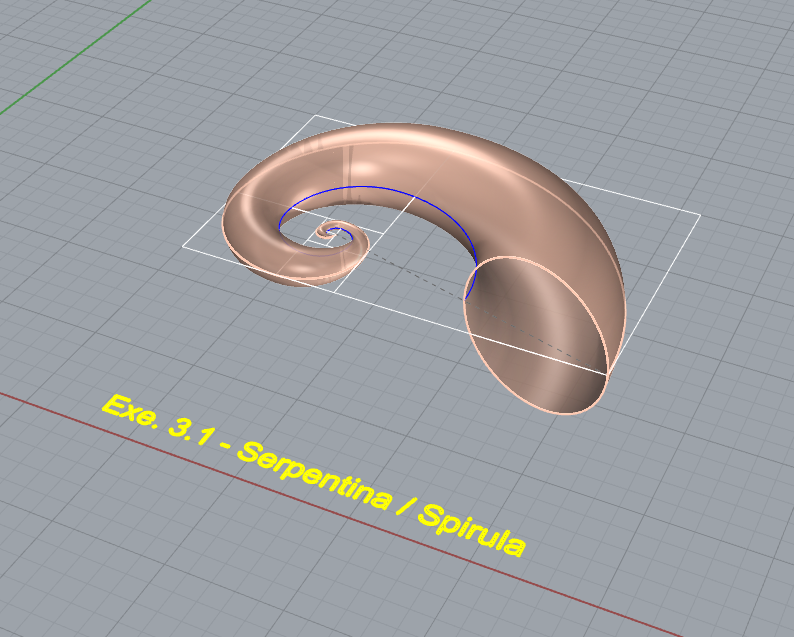 Exe. 3.1 - Serpentina / Spirula